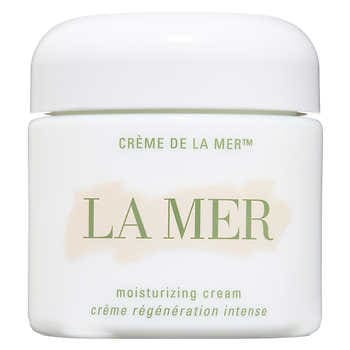 CRÈME DE LA MER™
LA MER
moisturizing cream
crème régénération intense